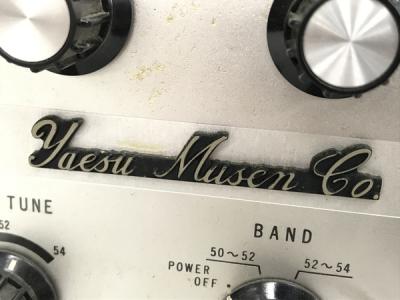 Yaesu Musen Co.
TUNE
BAND
52
54
50～52
52～54
POWER
OFF